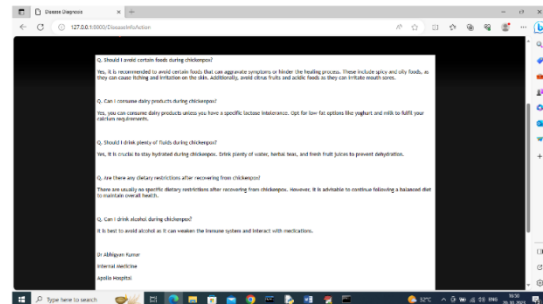 Disease Diagnosis
127.0.0.1:8000/DiseaseInfo/Action
Q. Should I avoid certain foods during chickenpox?
Yes, it is recommended to avoid certain foods that can aggravate symptoms or hinder the healing process. These include spicy and oily foods, as
they can cause itching and irritation on the skin. Additionally, avoid citrus fruits and acidic foods as they can irritate mouth sores.
Q. Can I consume dairy products during chickenpox?
Yes, you can consume dairy products unless you have a specific lactose intolerance. Opt for low fat options like yoghurt and milk to fulfil your
calcium requirements.
Q. Should I drink plenty of fluids during chickenpox?
Yes, it is crucial to stay hydrated during chickenpox. Drink plenty of water, herbal teas, and fresh fruit juices to prevent dehydration.
Q. Are there any dietary restrictions after recovering from chickenpox?
There are usually no specific dietary restrictions after recovering from chickenpox. However, it is advisable to continue following a balanced diet
to maintain overall health.
Q. Can I drink alcohol during chickenpox?
It is best to avoid alcohol as it can weaken the immune system and interact with medications.
Dr Abhigyan Kumar
Internal Medicine
Apollo Hospital
Type here to search
32°C
ENG